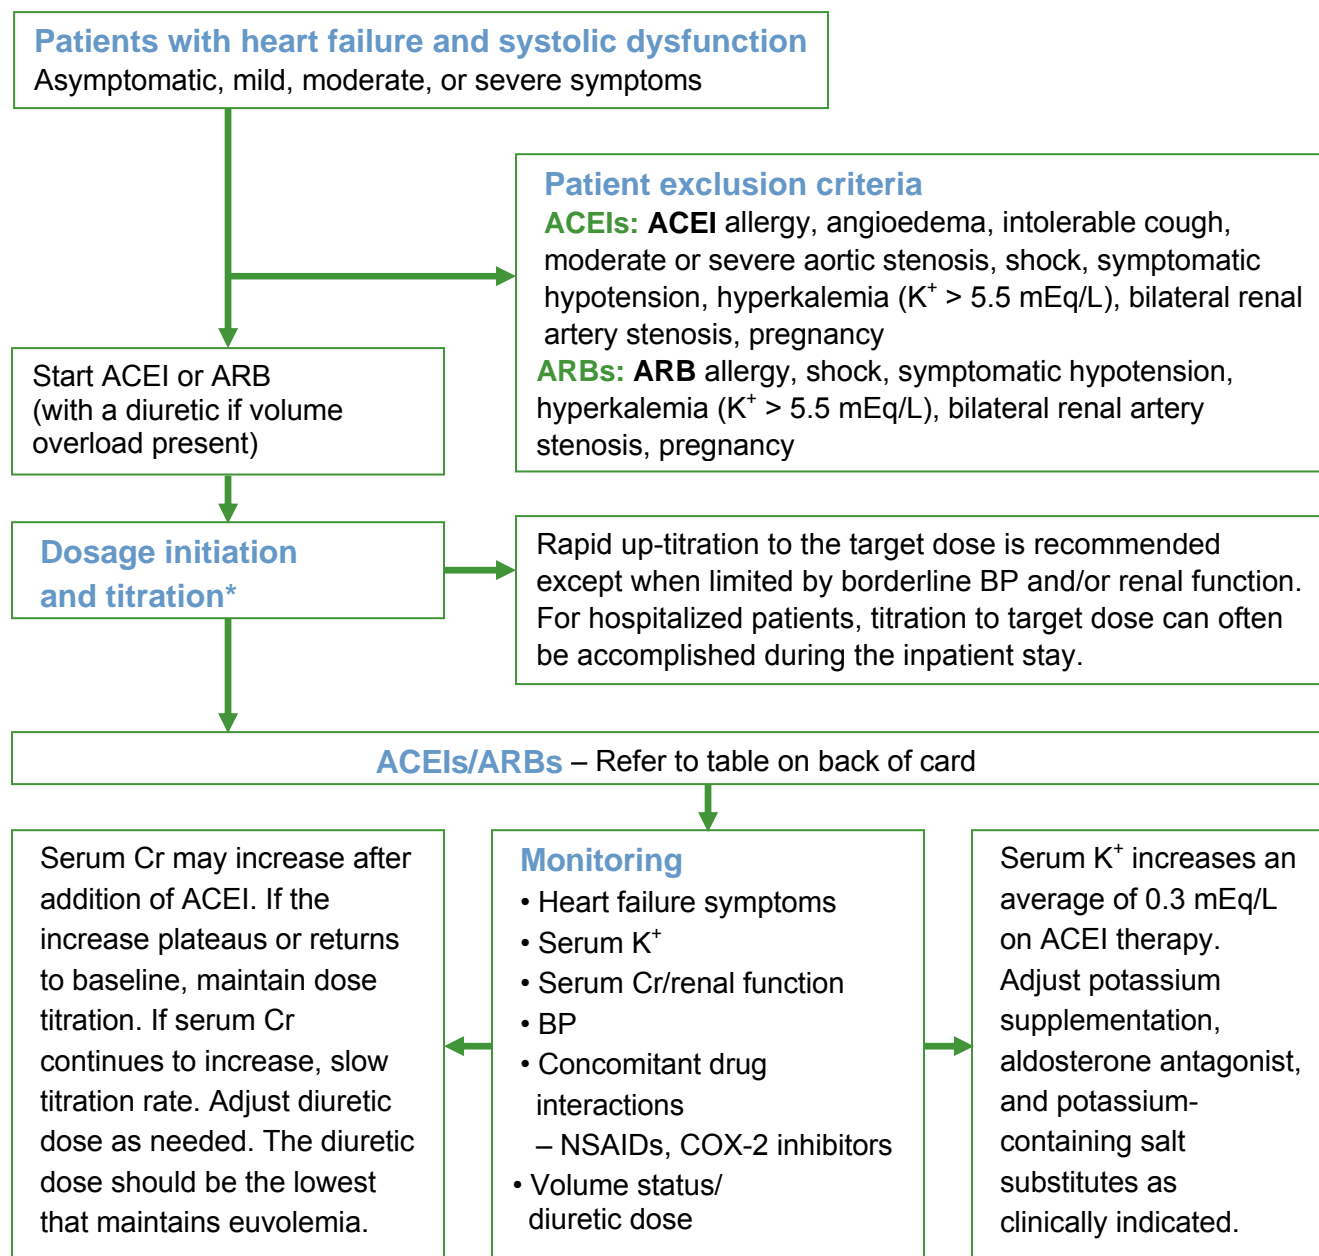 Patients with heart failure and systolic dysfunction
Asymptomatic, mild, moderate, or severe symptoms
Patient exclusion criteria
ACEIs: ACEI allergy, angioedema, intolerable cough,
moderate or severe aortic stenosis, shock, symptomatic
hypotension, hyperkalemia (K⁺ > 5.5 mEq/L), bilateral renal
artery stenosis, pregnancy
ARBs: ARB allergy, shock, symptomatic hypotension,
hyperkalemia (K⁺ > 5.5 mEq/L), bilateral renal artery
stenosis, pregnancy
Start ACEI or ARB
(with a diuretic if volume
overload present)
Dosage initiation
and titration*
Rapid up-titration to the target dose is recommended
except when limited by borderline BP and/or renal function.
For hospitalized patients, titration to target dose can often
be accomplished during the inpatient stay.
ACEIs/ARBs – Refer to table on back of card
Serum Cr may increase after
addition of ACEI. If the
increase plateaus or returns
to baseline, maintain dose
titration. If serum Cr
continues to increase, slow
titration rate. Adjust diuretic
dose as needed. The diuretic
dose should be the lowest
that maintains euvolemia.
Monitoring
• Heart failure symptoms
• Serum K⁺
• Serum Cr/renal function
• BP
• Concomitant drug
interactions
– NSAIDs, COX-2 inhibitors
• Volume status/
diuretic dose
Serum K⁺ increases an
average of 0.3 mEq/L
on ACEI therapy.
Adjust potassium
supplementation,
aldosterone antagonist,
and potassium-
containing salt
substitutes as
clinically indicated.